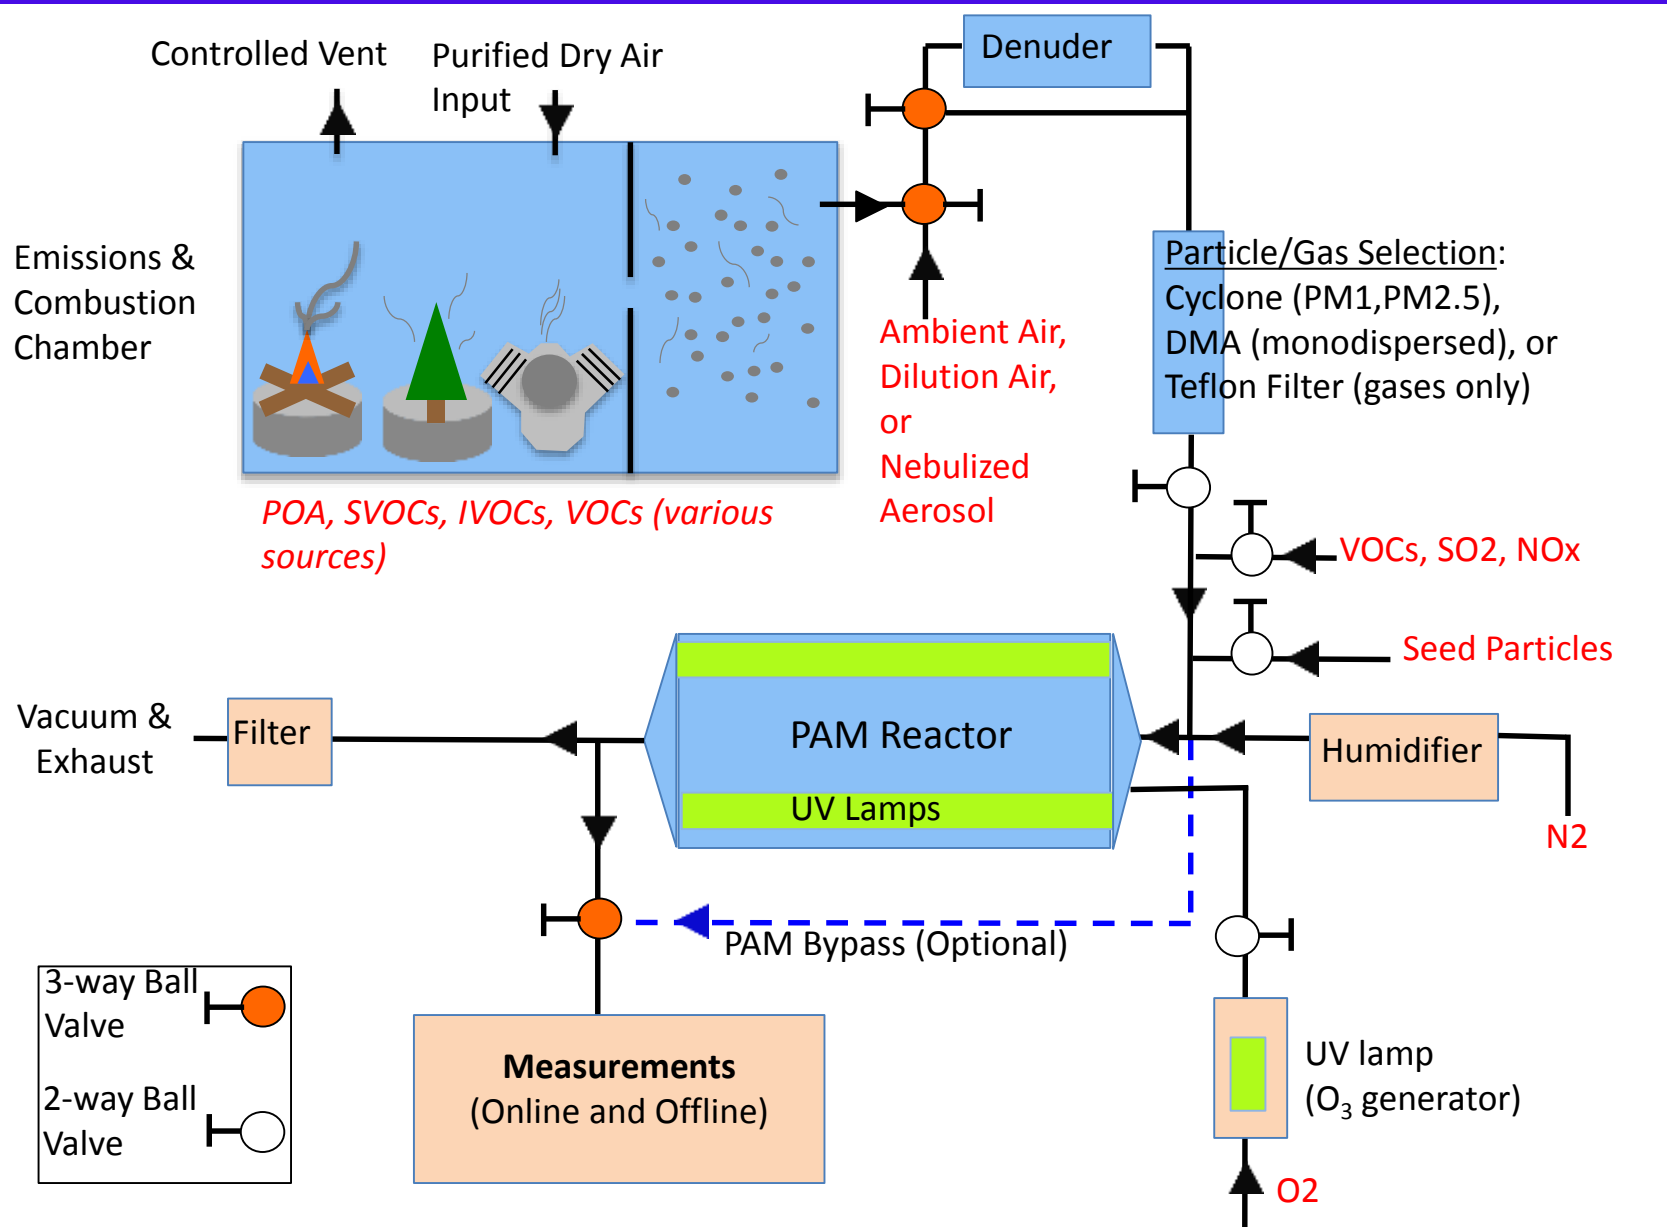 Controlled Vent
Purified Dry Air
Input
Denuder
Emissions &
Combustion
Chamber
Particle/Gas Selection:
Cyclone (PM1,PM2.5),
DMA (monodispersed), or
Teflon Filter (gases only)
Ambient Air,
Dilution Air,
or
Nebulized
Aerosol
POA, SVOCs, IVOCs, VOCs (various
sources)
VOCs, SO2, NOx
Seed Particles
Vacuum &
Exhaust
Filter
PAM Reactor
UV Lamps
Humidifier
N2
PAM Bypass (Optional)
3-way Ball
Valve
2-way Ball
Valve
Measurements
(Online and Offline)
UV lamp
(O₃ generator)
O2